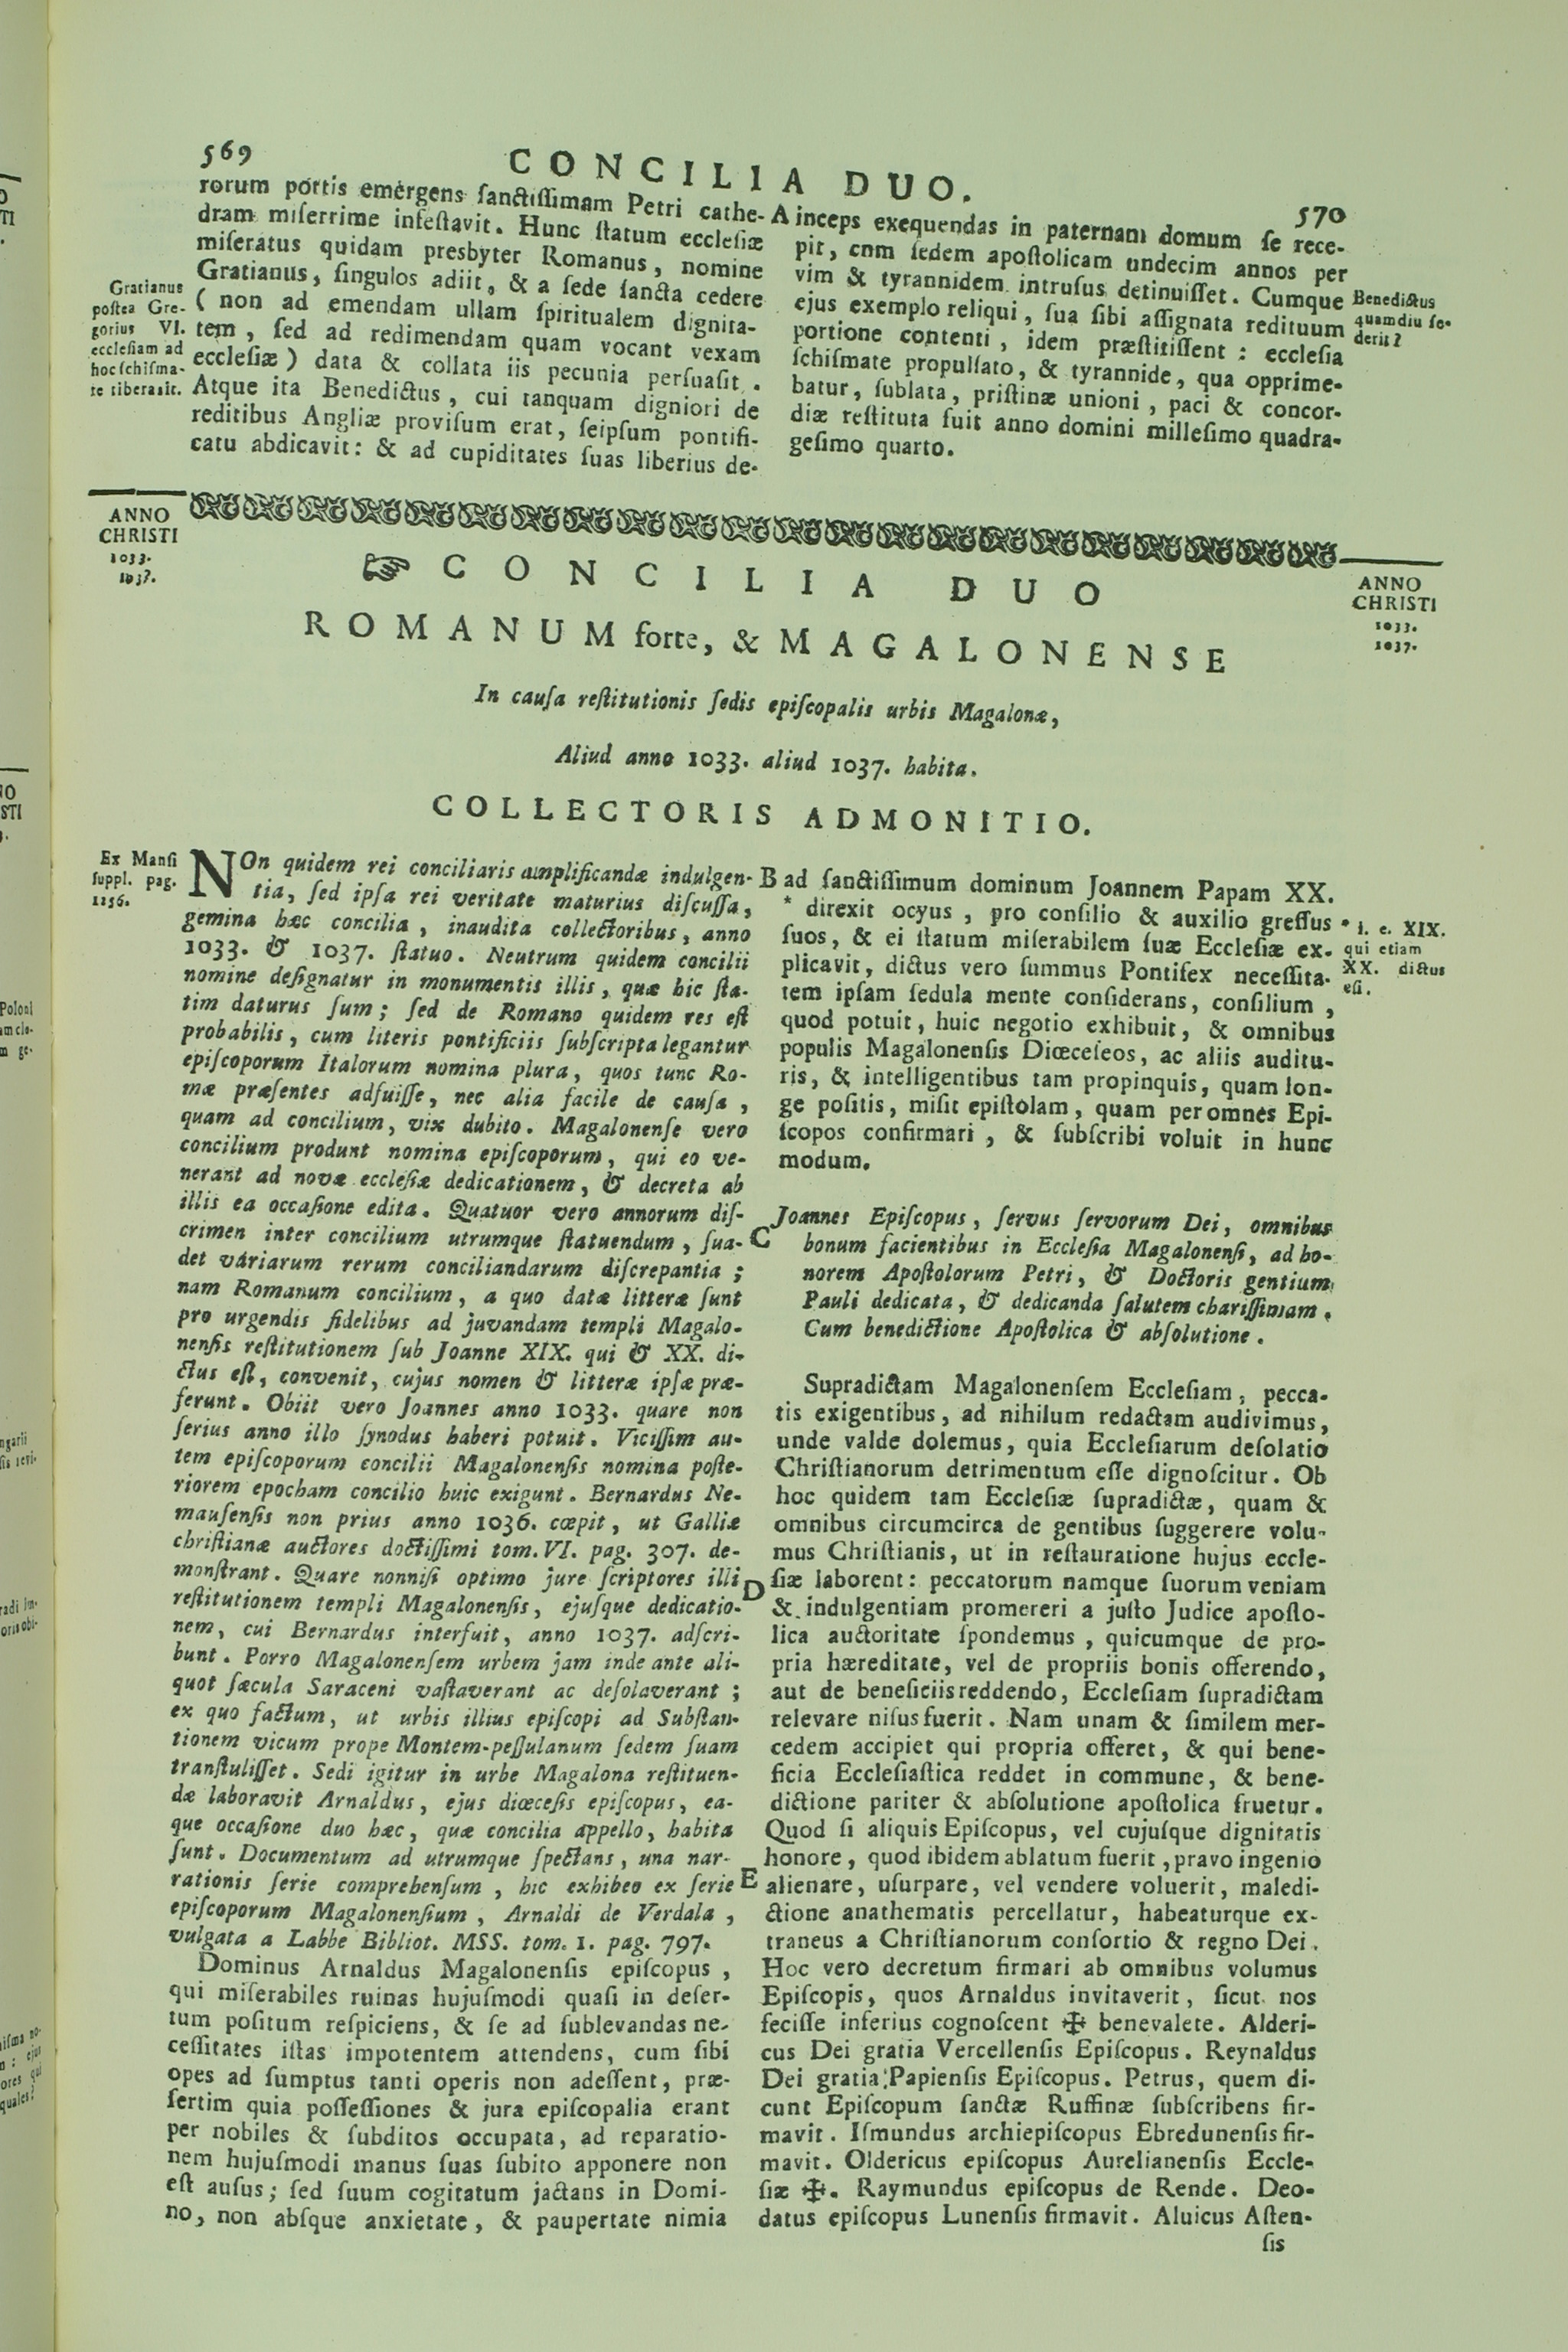 569
CONCILIA DUO.
570
rorum portis emergens ſanctiſſimam Petri cathe-
dram miſerrime infeſtavit. Hunc ſtatum eccleſiæ
miſeratus quidam presbyter Romanus, nomine
Gratianus, ſingulos adiit, & a ſede ſancta cedere
( non ad emendam ullam ſpiritualem dignita-
tem, ſed ad redimendam quam vocant vexam
eccleſiæ ) data & collata iis pecunia perſuaſit.
Atque ita Benedictus, cui tanquam digniori de
reditibus Angliæ proviſum erat, ſeipſum pontifi-
catu abdicavit: & ad cupiditates ſuas liberius de-
Gratianus
poſtea Gre-
gorius VI.
eccleſiam ad
hoc ſchiſma-
te liberavit.
A inceps exequendas in paternam domum ſe rece-
pit, cnm ſedem apoſtolicam undecim annos per
vim & tyrannidem intruſus detinuiſſet. Cumque
ejus exemplo reliqui, ſua ſibi aſſignata redituum
portione contenti, idem præſtitiſſent: eccleſia
ſchiſmate propulſato, & tyrannide, qua opprime-
batur, ſublata, priſtinæ unioni, paci & concor-
diæ reſtituta fuit anno domini milleſimo quadra-
geſimo quarto.
Benedictus
quamdiu ſe-
derit?
ANNO
CHRISTI
1033.
1037.
☞ CONCILIA DUO
ROMANUM forte, & MAGALONENSE
In cauſa reſtitutionis ſedis epiſcopalis urbis Magalonæ,
Aliud anno 1033. aliud 1037. habita.
ANNO
CHRISTI
1033.
1037.
COLLECTORIS ADMONITIO.
Ex Manſi
ſuppl. pag.
1256.
NOn quidem rei conciliaris amplificandæ indulgen-
tia, ſed ipſa rei veritate maturius diſcuſſa,
gemina hæc concilia, inaudita collectoribus, anno
1033. & 1037. ſtatuo. Neutrum quidem concilii
nomine deſignatur in monumentis illis, quæ hic ſta-
tim daturus ſum; ſed de Romano quidem res eſt
probabilis, cum literis pontificiis ſubſcripta legantur
epiſcoporum Italorum nomina plura, quos tunc Ro-
mæ præſentes adfuiſſe, nec alia facile de cauſa,
quam ad concilium, vix dubito. Magalonenſe vero
concilium produnt nomina epiſcoporum, qui eo ve-
nerant ad novæ eccleſiæ dedicationem, & decreta ab
illis ea occaſione edita. Quatuor vero annorum diſ-
crimen inter concilium utrumque ſtatuendum, ſua-
det variarum rerum conciliandarum diſcrepantia;
nam Romanum concilium, a quo datæ litteræ ſunt
pro urgendis fidelibus ad juvandam templi Magalo-
nenſis reſtitutionem ſub Joanne XIX. qui & XX. di-
ctus eſt, convenit, cujus nomen & litteræ ipſæ præ-
ferunt. Obiit vero Joannes anno 1033. quare non
ſerius anno illo ſynodus haberi potuit. Viciſſim au-
tem epiſcoporum concilii Magalonenſis nomina poſte-
riorem epocham concilio huic exigunt. Bernardus Ne-
mauſenſis non prius anno 1036. cœpit, ut Galliæ
chriſtianæ auctores doctiſſimi tom. VI. pag. 307. de-
monſtrant. Quare nonniſi optimo jure ſcriptores illi
reſtitutionem templi Magalonenſis, ejuſque dedicatio-
nem, cui Bernardus interfuit, anno 1037. adſcri-
bunt. Porro Magalonenſem urbem jam inde ante ali-
quot ſæcula Saraceni vaſtaverant ac deſolaverant;
ex quo factum, ut urbis illius epiſcopi ad Subſtan-
tionem vicum prope Montem-peſſulanum ſedem ſuam
tranſtuliſſet. Sedi igitur in urbe Magalona reſtituen-
dæ laboravit Arnaldus, ejus diœceſis epiſcopus, ea-
que occaſione duo hæc, quæ concilia appello, habita
ſunt. Documentum ad utrumque ſpectans, una nar-
rationis ſerie comprehenſum, hic exhibeo ex ſerie
epiſcoporum Magalonenſium, Arnaldi de Verdala,
vulgata a Labbe Bibliot. MSS. tom. 1. pag. 797.
Dominus Arnaldus Magalonenſis epiſcopus,
qui miſerabiles ruinas hujuſmodi quaſi in deſer-
tum poſitum reſpiciens, & ſe ad ſublevandas ne-
ceſſitates iſtas impotentem attendens, cum ſibi
opes ad ſumptus tanti operis non adeſſent, præ-
ſertim quia poſſeſſiones & jura epiſcopalia erant
per nobiles & ſubditos occupata, ad reparatio-
nem hujuſmodi manus ſuas ſubito apponere non
eſt auſus; ſed ſuum cogitatum jactans in Domi-
no, non abſque anxietate, & paupertate nimia
B ad ſanctiſſimum dominum Joannem Papam XX.
* direxit ocyus, pro conſilio & auxilio greſſus
ſuos, & ei ſtatum miſerabilem ſuæ Eccleſiæ ex-
plicavit, dictus vero ſummus Pontifex neceſſita-
tem ipſam ſedula mente conſiderans, conſilium,
quod potuit, huic negotio exhibuit, & omnibus
populis Magalonenſis Diœceſeos, ac aliis auditu-
ris, & intelligentibus tam propinquis, quam lon-
ge poſitis, miſit epiſtolam, quam per omnes Epi-
ſcopos confirmari, & ſubſcribi voluit in hunc
modum.
* i. e. XIX.
qui etiam
XX. dictus
eſt.
Joannes Epiſcopus, ſervus ſervorum Dei, omnibus
C bonum facientibus in Eccleſia Magalonenſi, ad ho-
norem Apoſtolorum Petri, & Doctoris gentium
Pauli dedicata, & dedicanda ſalutem chariſſimam.
Cum benedictione Apoſtolica & abſolutione.
Supradictam Magalonenſem Eccleſiam, pecca-
tis exigentibus, ad nihilum redactam audivimus,
unde valde dolemus, quia Eccleſiarum deſolatio
Chriſtianorum detrimentum eſſe dignoſcitur. Ob
hoc quidem tam Eccleſiæ ſupradictæ, quam &
omnibus circumcirca de gentibus ſuggerere volu-
mus Chriſtianis, ut in reſtauratione hujus eccle-
D ſiæ laborent: peccatorum namque ſuorum veniam
& indulgentiam promereri a juſto Judice apoſto-
lica auctoritate ſpondemus, quicumque de pro-
pria hæreditate, vel de propriis bonis offerendo,
aut de beneficiis reddendo, Eccleſiam ſupradictam
relevare niſus fuerit. Nam unam & ſimilem mer-
cedem accipiet qui propria offeret, & qui bene-
ficia Eccleſiaſtica reddet in commune, & bene-
dictione pariter & abſolutione apoſtolica fruetur.
Quod ſi aliquis Epiſcopus, vel cujuſque dignitatis
honore, quod ibidem ablatum fuerit, pravo ingenio
E alienare, uſurpare, vel vendere voluerit, maledi-
ctione anathematis percellatur, habeaturque ex-
traneus a Chriſtianorum conſortio & regno Dei.
Hoc vero decretum firmari ab omnibus volumus
Epiſcopis, quos Arnaldus invitaverit, ſicut nos
feciſſe inferius cognoſcent ✠ benevalete. Alderi-
cus Dei gratia Vercellenſis Epiſcopus. Reynaldus
Dei gratia Papienſis Epiſcopus. Petrus, quem di-
cunt Epiſcopum ſanctæ Ruffinæ ſubſcribens fir-
mavit. Iſmundus archiepiſcopus Ebredunenſis fir-
mavit. Oldericus epiſcopus Aurelianenſis Eccle-
ſiæ ✠. Raymundus epiſcopus de Rende. Deo-
datus epiſcopus Lunenſis firmavit. Aluicus Aſten-
ſis